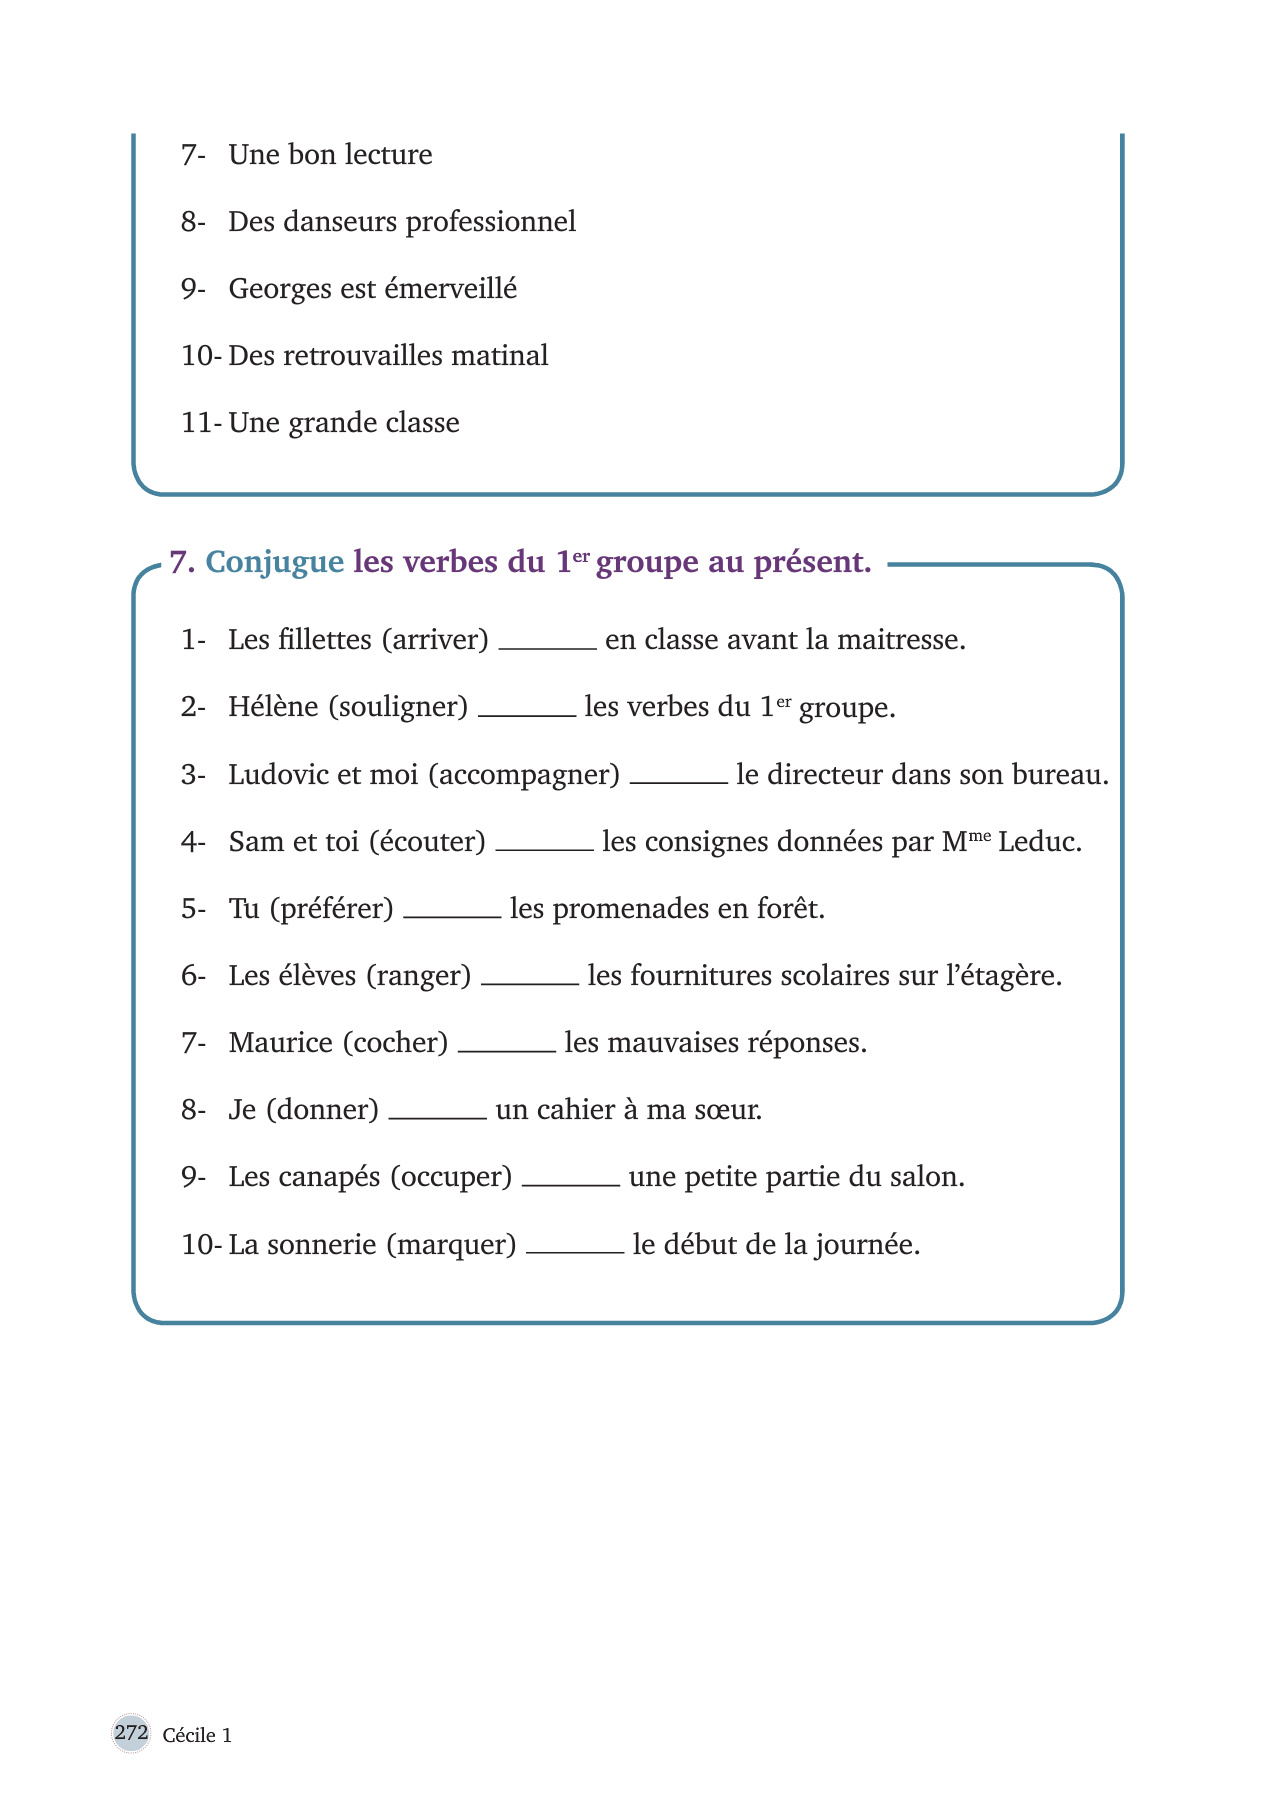 7- Une bon lecture
8- Des danseurs professionnel
9- Georges est émerveillé
10- Des retrouvailles matinal
11- Une grande classe
7. Conjugue les verbes du 1er groupe au présent.
1- Les fillettes (arriver) _______ en classe avant la maitresse.
2- Hélène (souligner) _______ les verbes du 1er groupe.
3- Ludovic et moi (accompagner) _______ le directeur dans son bureau.
4- Sam et toi (écouter) _______ les consignes données par Mme Leduc.
5- Tu (préférer) _______ les promenades en forêt.
6- Les élèves (ranger) _______ les fournitures scolaires sur l’étagère.
7- Maurice (cocher) _______ les mauvaises réponses.
8- Je (donner) _______ un cahier à ma sœur.
9- Les canapés (occuper) _______ une petite partie du salon.
10- La sonnerie (marquer) _______ le début de la journée.
272 Cécile 1